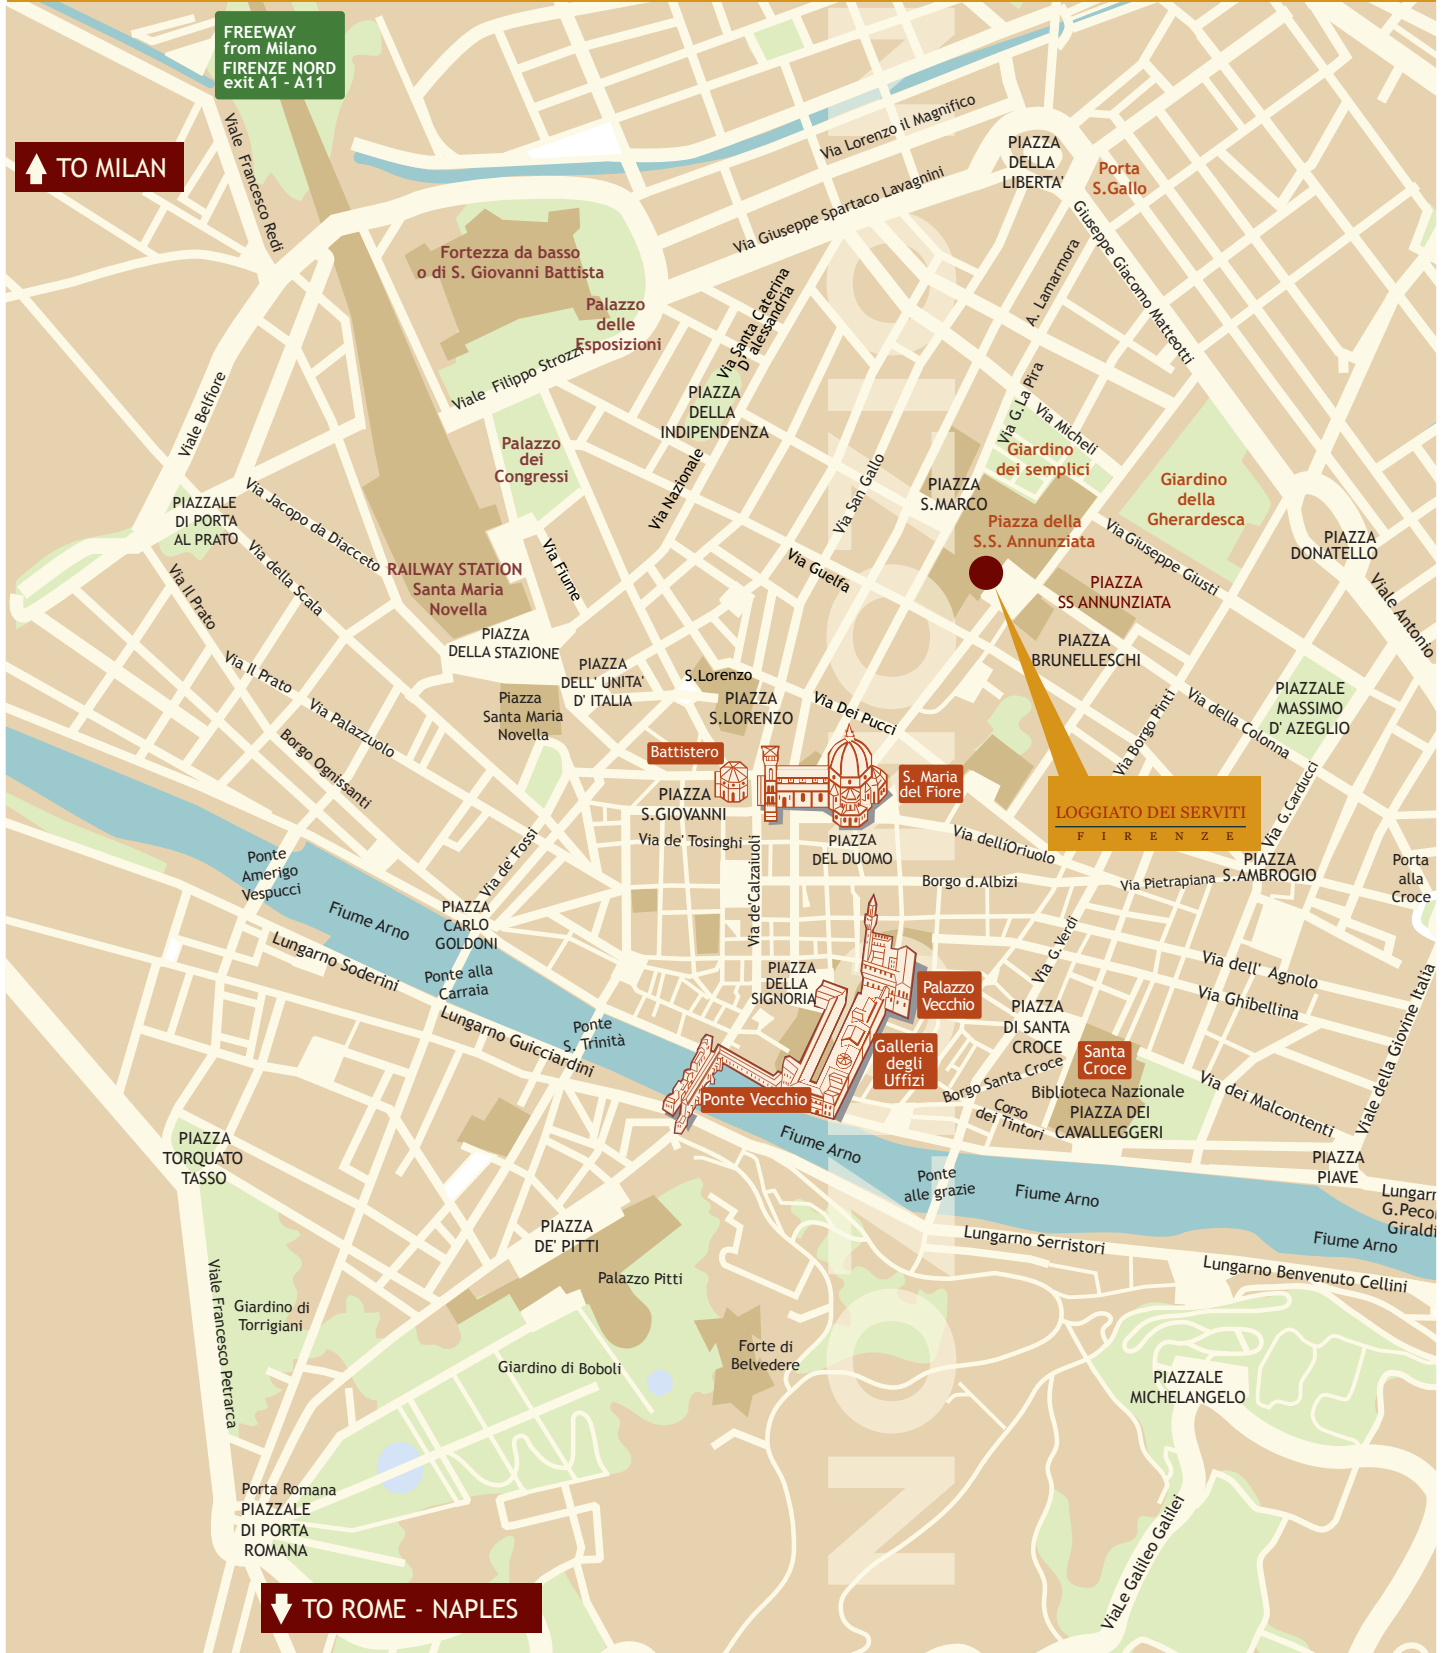 FREEWAY
from Milano
FIRENZE NORD
exit A1 - A11
TO MILAN
Viale Francesco Redi
Via Lorenzo il Magnifico
Via Giuseppe Spartaco Lavagnini
PIAZZA
DELLA
LIBERTA'
Porta
S.Gallo
Giuseppe Giacomo Matteotti
A. Lamarmora
Fortezza da basso
o di S. Giovanni Battista
Palazzo
delle
Esposizioni
Viale Filippo Strozzi
Via Santa Caterina
D' alessandria
PIAZZA
DELLA
INDIPENDENZA
Viale Belfiore
Palazzo
dei
Congressi
Via Nazionale
Via San Gallo
Via G. La Pira
Via Micheli
Giardino
dei semplici
Giardino
della
Gherardesca
PIAZZA
S.MARCO
Piazza della
S.S. Annunziata
PIAZZA
DONATELLO
Via Giuseppe Giusti
PIAZZA
SS ANNUNZIATA
Viale Antonio
PIAZZALE
DI PORTA
AL PRATO
Via Jacopo da Diacceto
Via della Scala
Via Il Prato
RAILWAY STATION
Santa Maria
Novella
Via Fiume
Via Guelfa
PIAZZA
DELLA STAZIONE
PIAZZA
DELL' UNITA'
D' ITALIA
S.Lorenzo
PIAZZA
S.LORENZO
Via Dei Pucci
PIAZZA
BRUNELLESCHI
Via Il Prato
Via Palazzuolo
Borgo Ognissanti
Piazza
Santa Maria
Novella
Via Borgo Pinti
Via della Colonna
PIAZZALE
MASSIMO
D' AZEGLIO
Via G. Carducci
Battistero
S. Maria
del Fiore
LOGGIATO DEI SERVITI
FIRENZE
PIAZZA
S.GIOVANNI
Via de' Tosinghi
Via de'Calzaiuoli
PIAZZA
DEL DUOMO
Via delliOriuolo
Borgo d.Albizi
Via Pietrapiana
PIAZZA
S.AMBROGIO
Porta
alla
Croce
Ponte
Amerigo
Vespucci
Fiume Arno
Via de' Fossi
PIAZZA
CARLO
GOLDONI
Lungarno Soderini
Ponte alla
Carraia
Lungarno Guicciardini
Ponte
S. Trinità
PIAZZA
DELLA
SIGNORIA
Palazzo
Vecchio
Galleria
degli
Uffizi
Ponte Vecchio
Via G. Verdi
PIAZZA
DI SANTA
CROCE
Santa
Croce
Borgo Santa Croce
Corso
dei Tintori
Biblioteca Nazionale
PIAZZA DEI
CAVALLEGGERI
Via dell' Agnolo
Via Ghibellina
Via dei Malcontenti
Viale della Giovine Italia
PIAZZA
PIAVE
Fiume Arno
Ponte
alle grazie
Fiume Arno
Lungarn
G.Peco
Giraldi
Fiume Arno
Lungarno Serristori
Lungarno Benvenuto Cellini
PIAZZA
TORQUATO
TASSO
PIAZZA
DE' PITTI
Palazzo Pitti
Viale Francesco Petrarca
Giardino di
Torrigiani
Giardino di Boboli
Forte di
Belvedere
PIAZZALE
MICHELANGELO
Porta Romana
PIAZZALE
DI PORTA
ROMANA
ViaLe Galileo Galilei
TO ROME - NAPLES